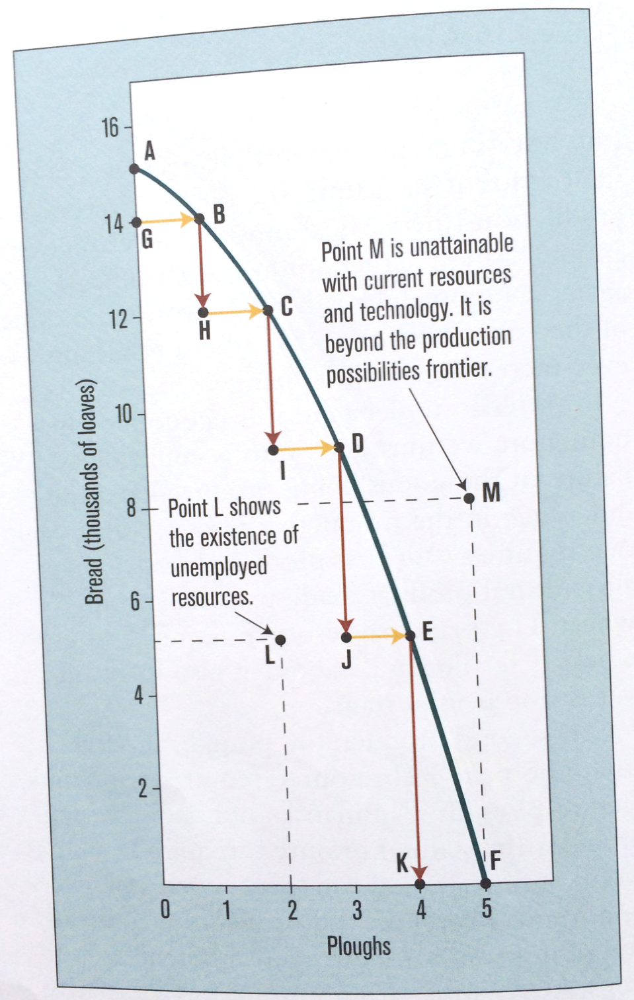 16
A
14
G
B
Point M is unattainable
with current resources
and technology. It is
beyond the production
possibilities frontier.
12
H
C
10
Bread (thousands of loaves)
I
D
8
Point L shows
the existence of
unemployed
resources.
M
6
L
J
E
4
2
K
F
0 1 2 3 4 5
Ploughs